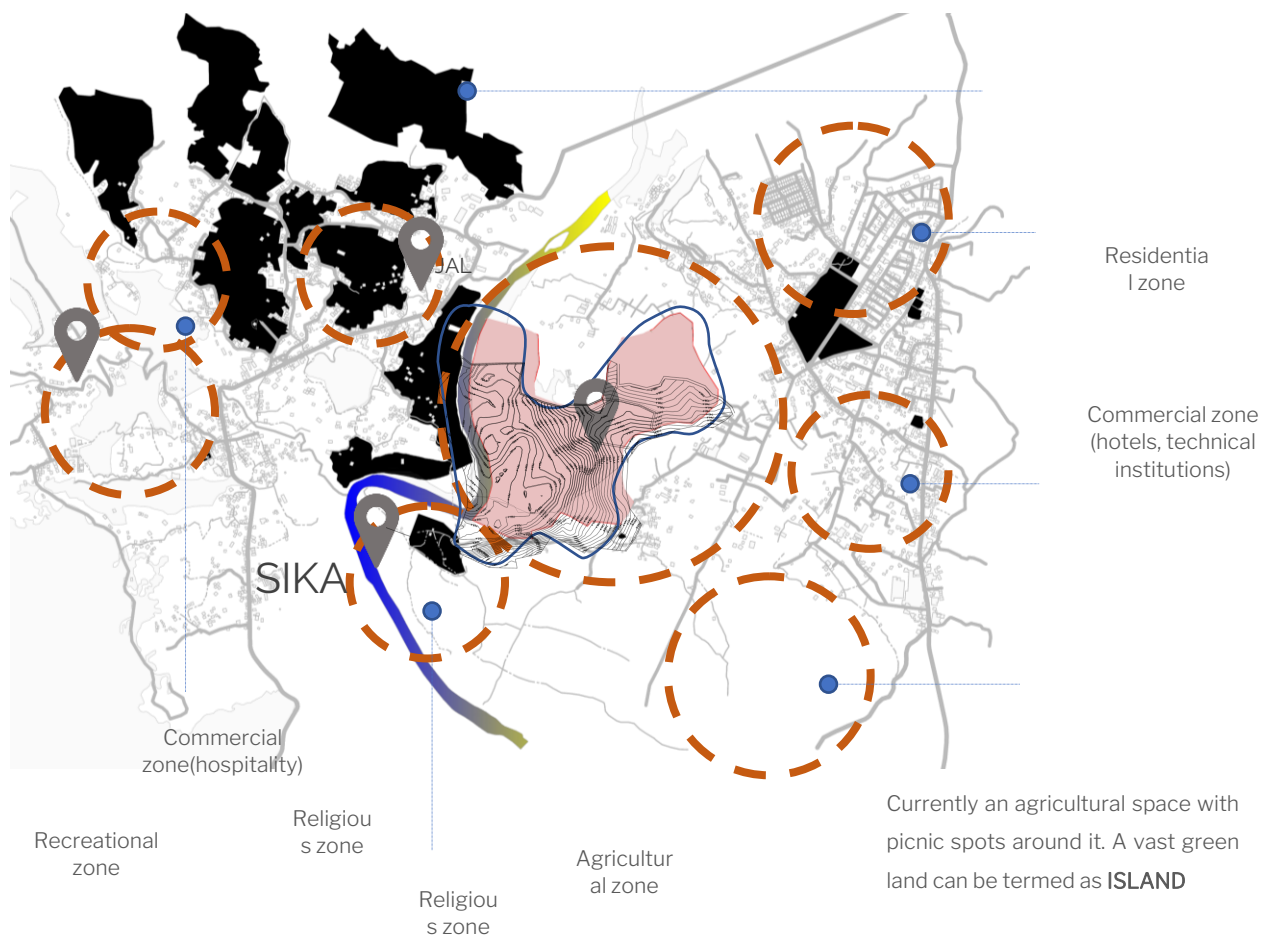 JAL
Residentia
l zone
Commercial zone
(hotels, technical
institutions)
SIKA
Commercial
zone(hospitality)
Recreational
zone
Religiou
s zone
Religiou
s zone
Agricultur
al zone
Currently an agricultural space with
picnic spots around it. A vast green
land can be termed as ISLAND